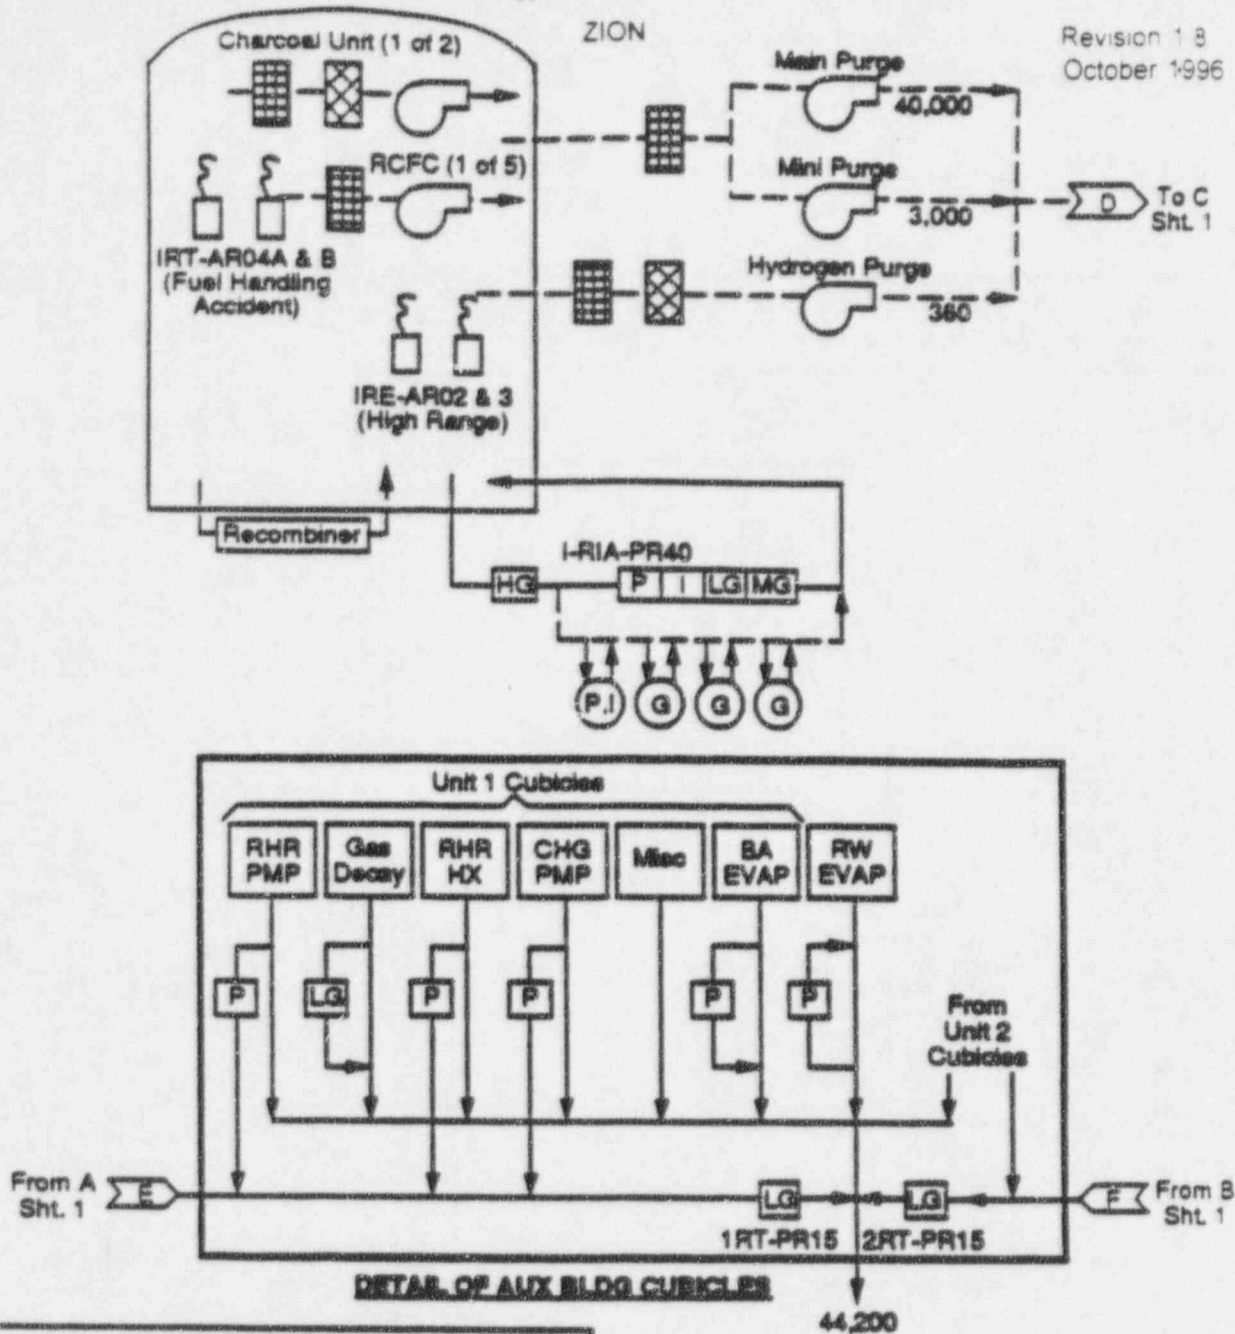 ZION
Revision 1.8
October 1996
Charcoal Unit (1 of 2)
Main Purge
40,000
RCFC (1 of 5)
Mini Purge
3,000
D
To C
Sht. 1
IRT-AR04A & B
(Fuel Handling
Accident)
Hydrogen Purge
360
IRE-AR02 & 3
(High Range)
Recombiner
I-RIA-PR40
HG
P I LG MG
P,I G G G
Unit 1 Cubicles
RHR
PMP
Gas
Decay
RHR
HX
CHG
PMP
Misc
BA
EVAP
RW
EVAP
P LG P P P P
From
Unit 2
Cubicles
From A
Sht. 1
E
LG LG
F
From B
Sht. 1
1RT-PR15 2RT-PR15
DETAIL OF AUX BLDG CUBICLES
44,200